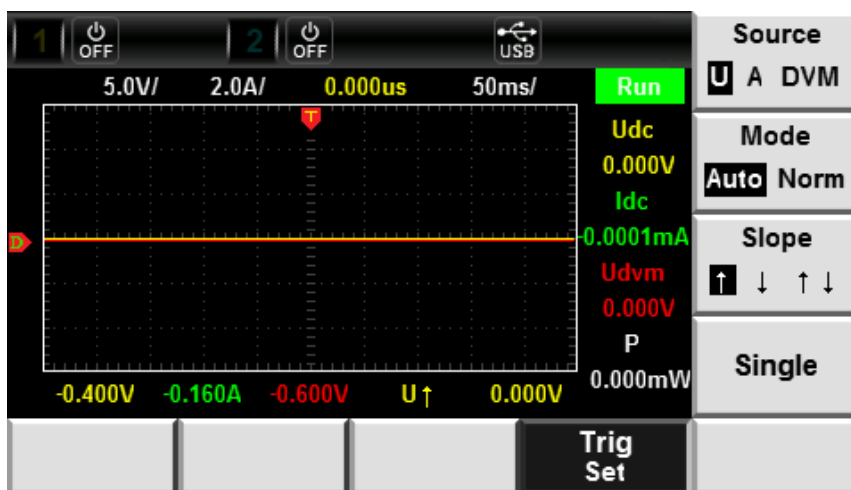 1 OFF 2 OFF USB
5.0V/ 2.0A/ 0.000us 50ms/ Run
T
D
Udc
0.000V
Idc
-0.0001mA
Udvm
0.000V
P
0.000mW
-0.400V -0.160A -0.600V U↑ 0.000V
Source
U A DVM
Mode
Auto Norm
Slope
↑ ↓ ↑↓
Single
Trig
Set